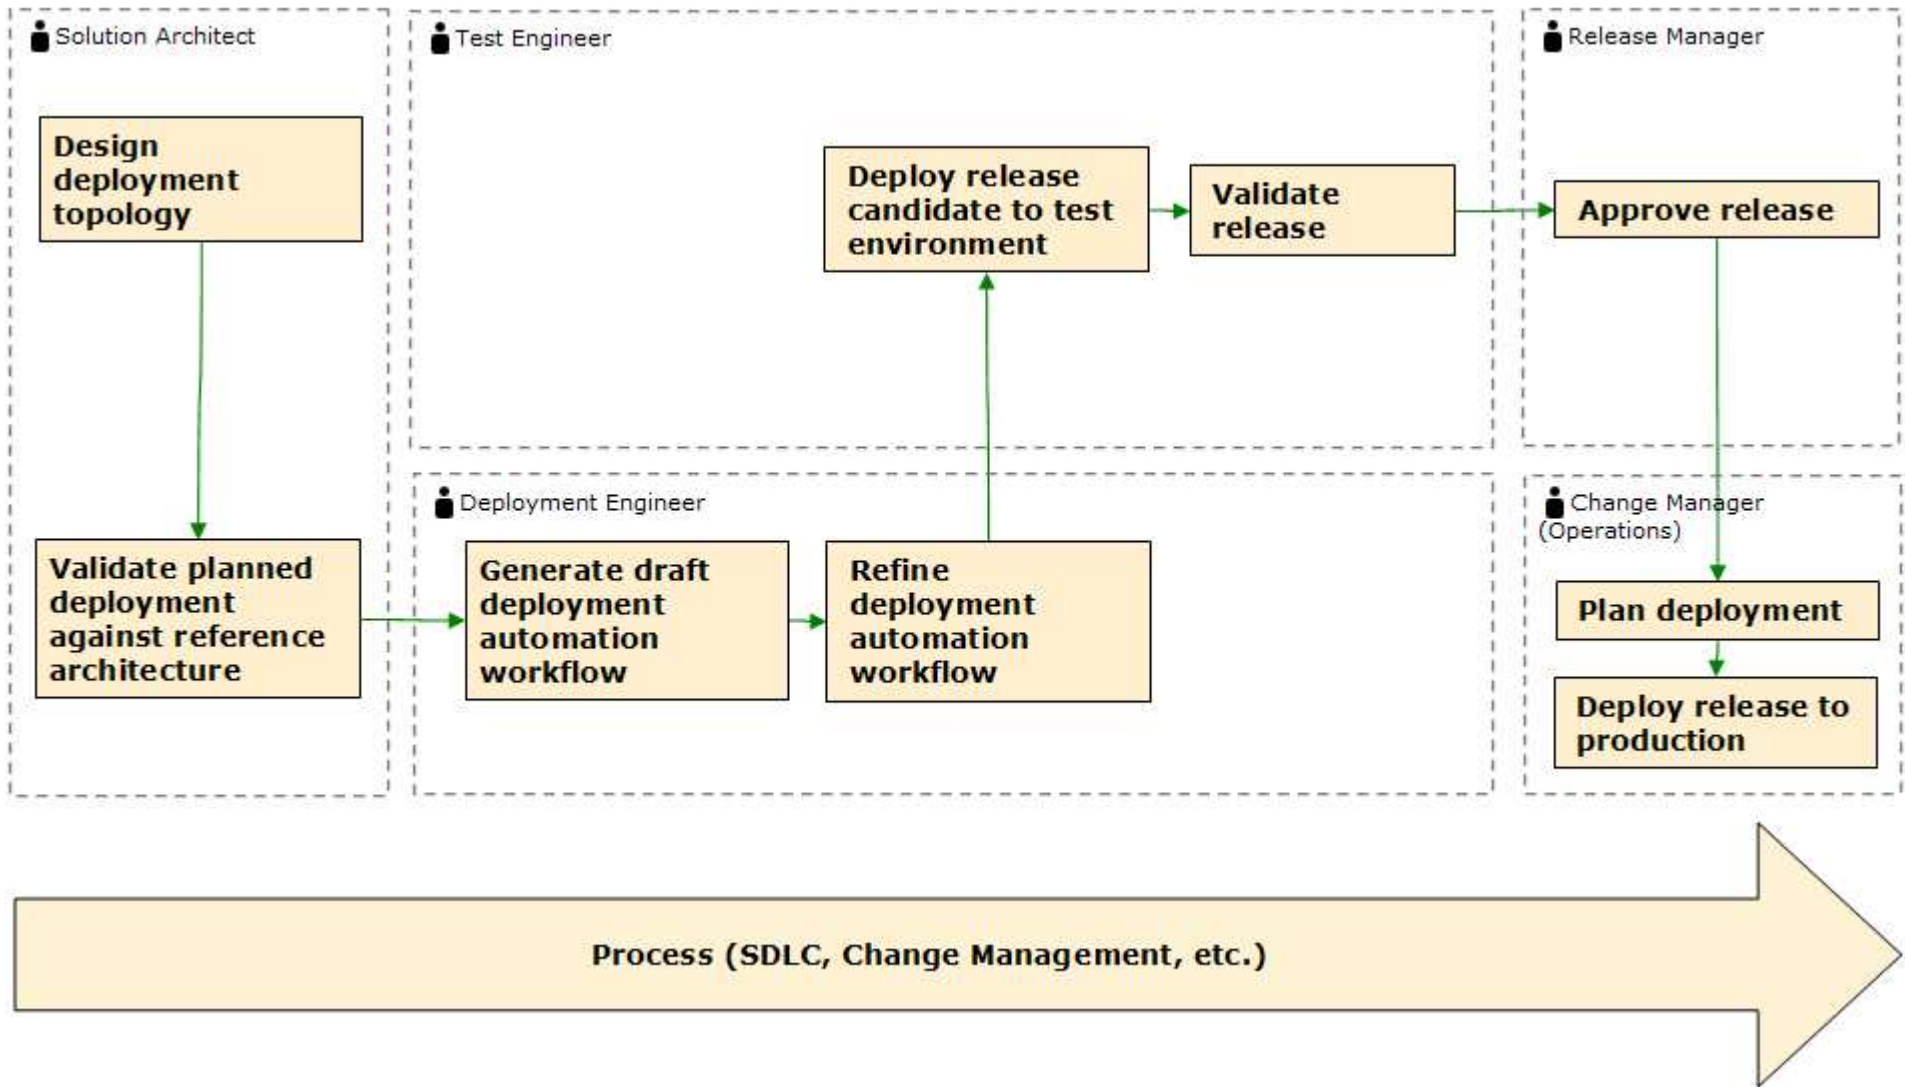 Solution Architect
Design
deployment
topology
Validate planned
deployment
against reference
architecture
Test Engineer
Deploy release
candidate to test
environment
Validate
release
Deployment Engineer
Generate draft
deployment
automation
workflow
Refine
deployment
automation
workflow
Release Manager
Approve release
Change Manager
(Operations)
Plan deployment
Deploy release to
production
Process (SDLC, Change Management, etc.)